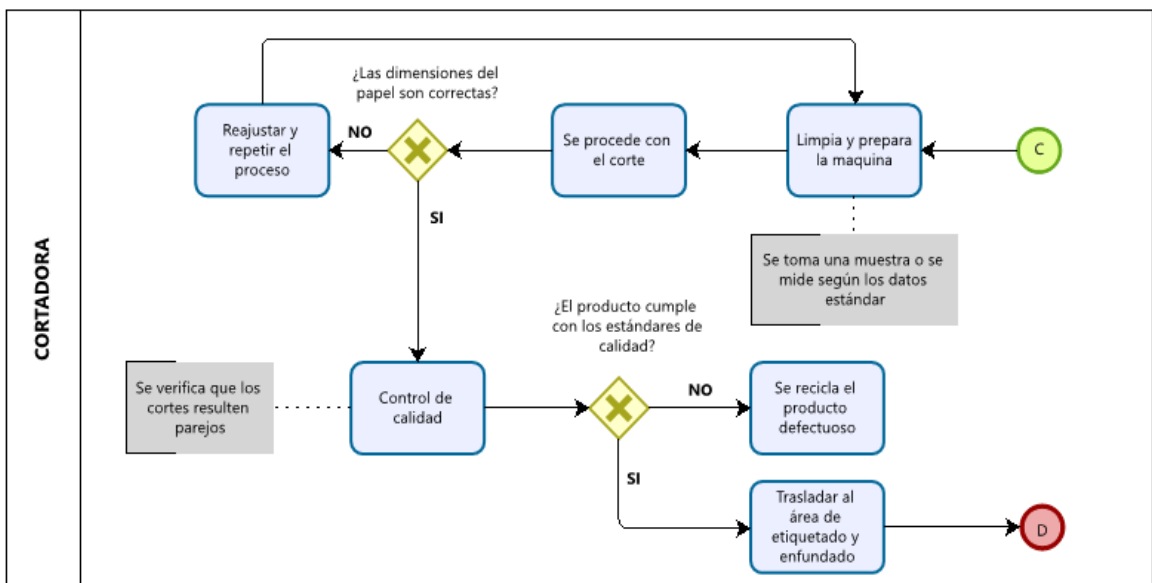 CORTADORA
¿Las dimensiones del
papel son correctas?
Reajustar y
repetir el
proceso
NO
Se procede con
el corte
Limpia y prepara
la maquina
C
SI
Se toma una muestra o se
mide según los datos
estándar
¿El producto cumple
con los estándares de
calidad?
Se verifica que los
cortes resulten
parejos
Control de
calidad
NO
Se recicla el
producto
defectuoso
SI
Trasladar al
área de
etiquetado y
enfundado
D